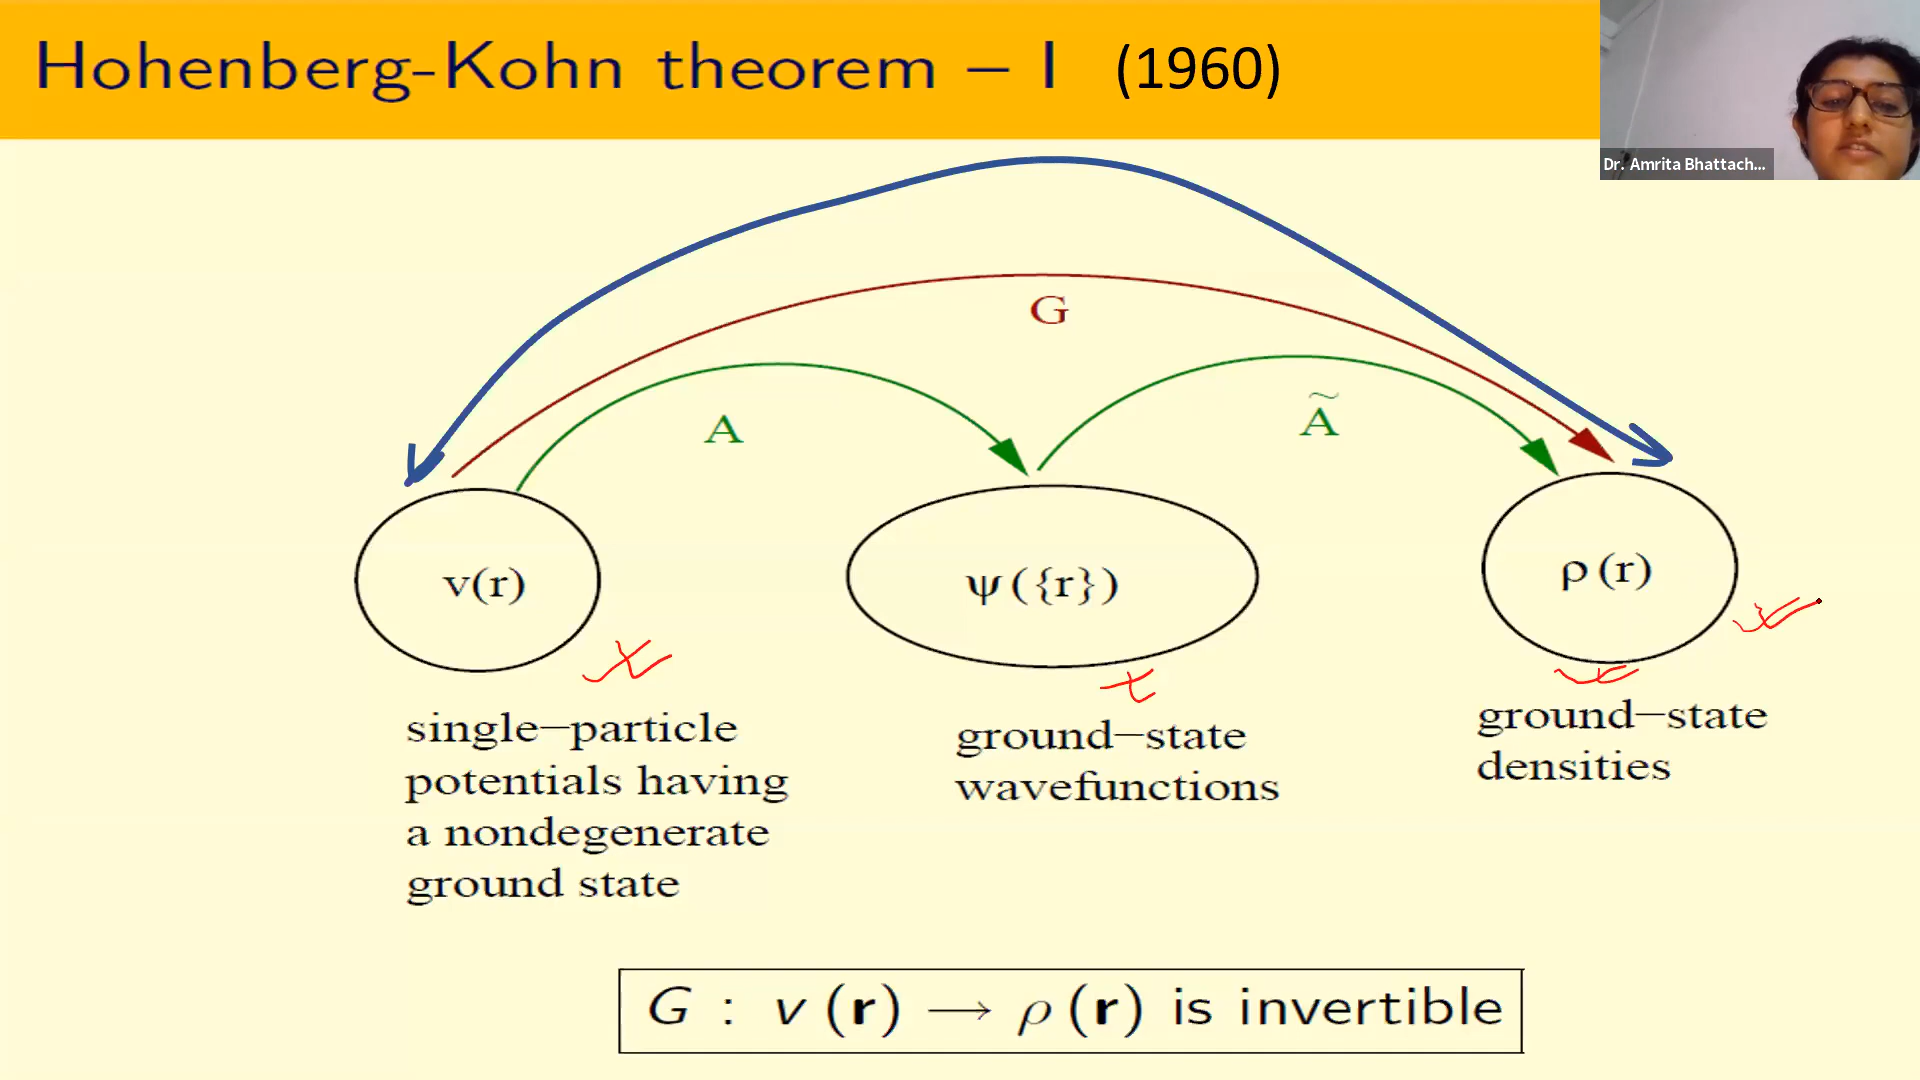 Hohenberg-Kohn theorem – I (1960)
Dr. Amrita Bhattach...
G
A
Ã
v(r)
ψ({r})
ρ(r)
single–particle
potentials having
a nondegenerate
ground state
ground–state
wavefunctions
ground–state
densities
G : v (r) → ρ (r) is invertible